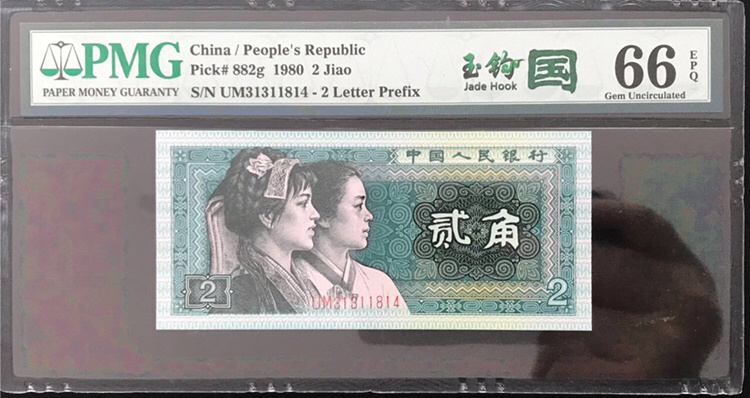 PMG
PAPER MONEY GUARANTY
China / People's Republic
Pick# 882g 1980 2 Jiao
S/N UM31311814 - 2 Letter Prefix
玉钩 国
Jade Hook
66 EPQ
Gem Uncirculated
中国人民银行
贰角
2
UM31311814
2